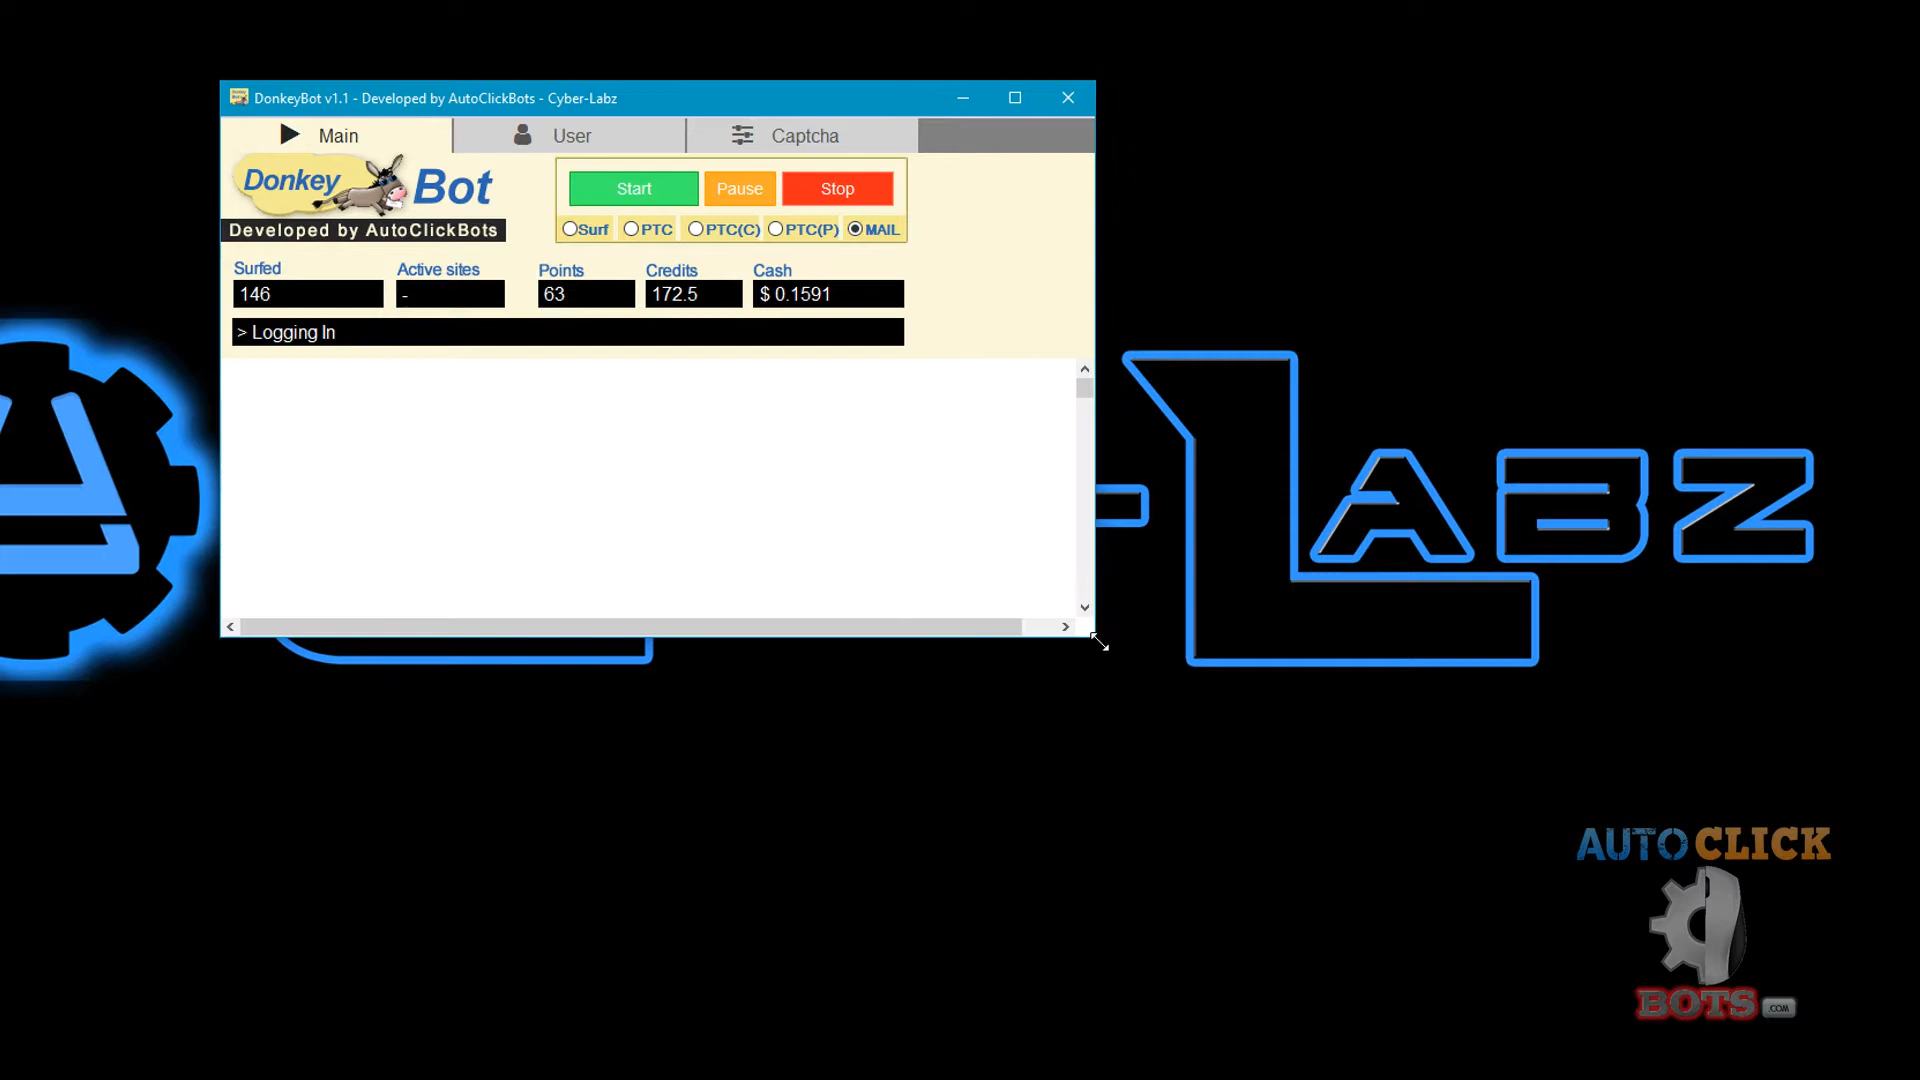 DonkeyBot v1.1 - Developed by AutoClickBots - Cyber-Labz
Main User Captcha
Donkey Bot
Developed by AutoClickBots
Start Pause Stop
Surf PTC PTC(C) PTC(P) MAIL
Surfed Active sites Points Credits Cash
146 - 63 172.5 $ 0.1591
> Logging In
- LABZ
AUTOCLICK
BOTS .COM